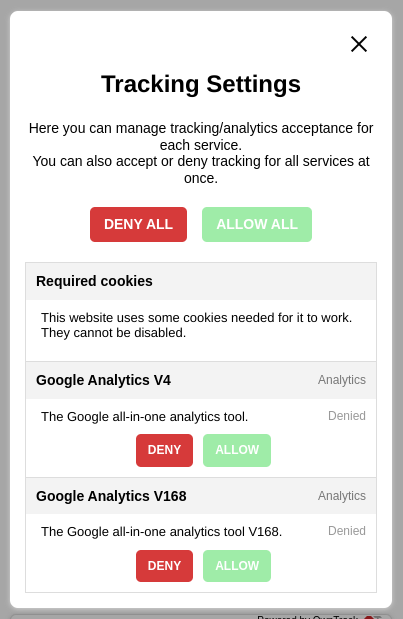 Tracking Settings
Here you can manage tracking/analytics acceptance for
each service.
You can also accept or deny tracking for all services at
once.
DENY ALL ALLOW ALL
Required cookies
This website uses some cookies needed for it to work.
They cannot be disabled.
Google Analytics V4 Analytics
The Google all-in-one analytics tool. Denied
DENY ALLOW
Google Analytics V168 Analytics
The Google all-in-one analytics tool V168. Denied
DENY ALLOW
Powered by OwnTrack